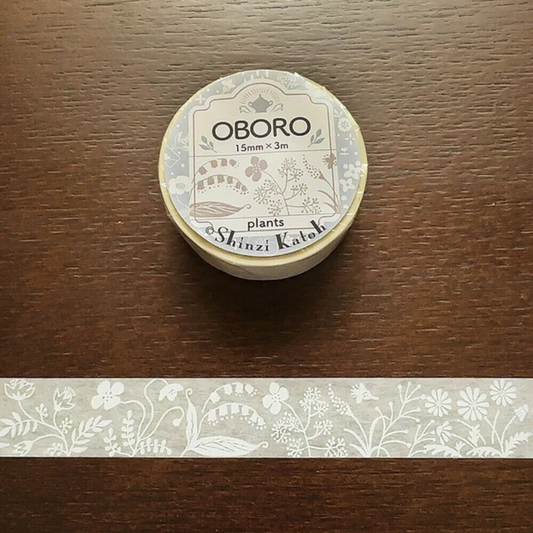 OBORO
15mm × 3m
plants
©Shinzi Katoh